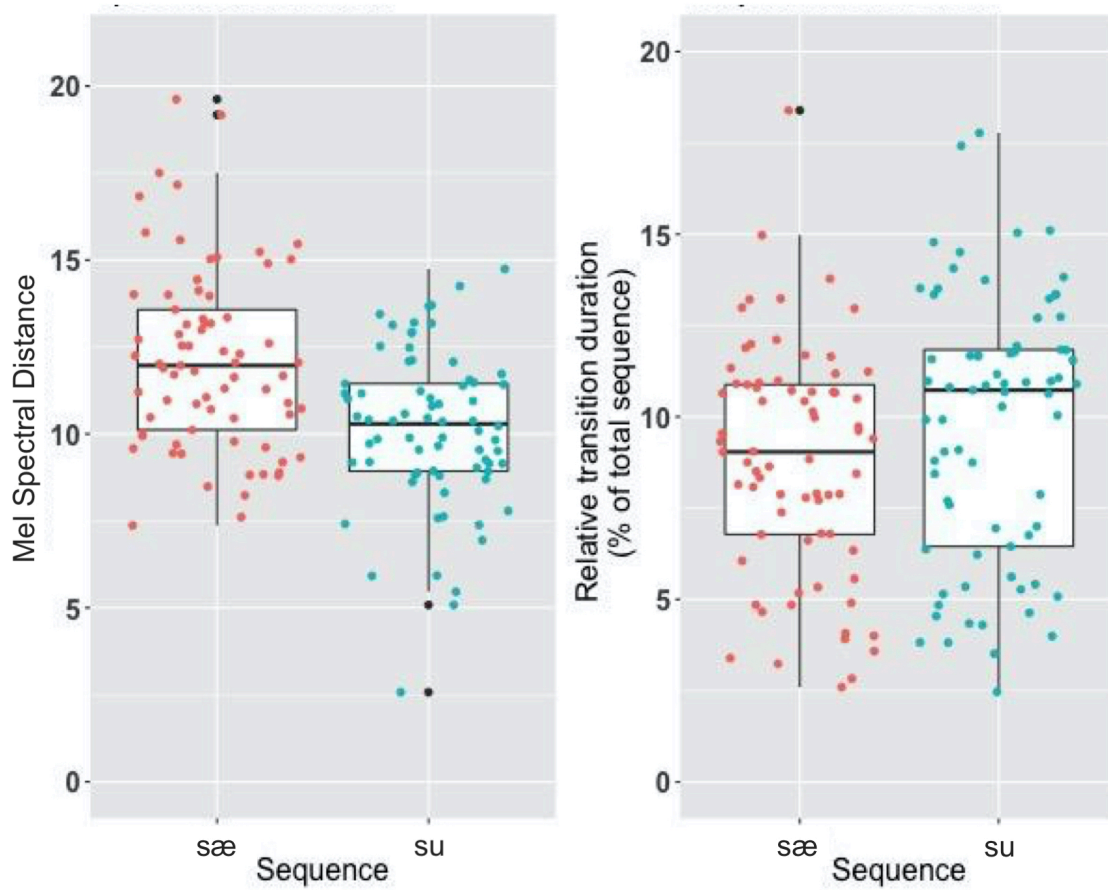 Mel Spectral Distance
20
15
10
5
0
sæ
su
Sequence
Relative transition duration
(% of total sequence)
20
15
10
5
0
sæ
su
Sequence